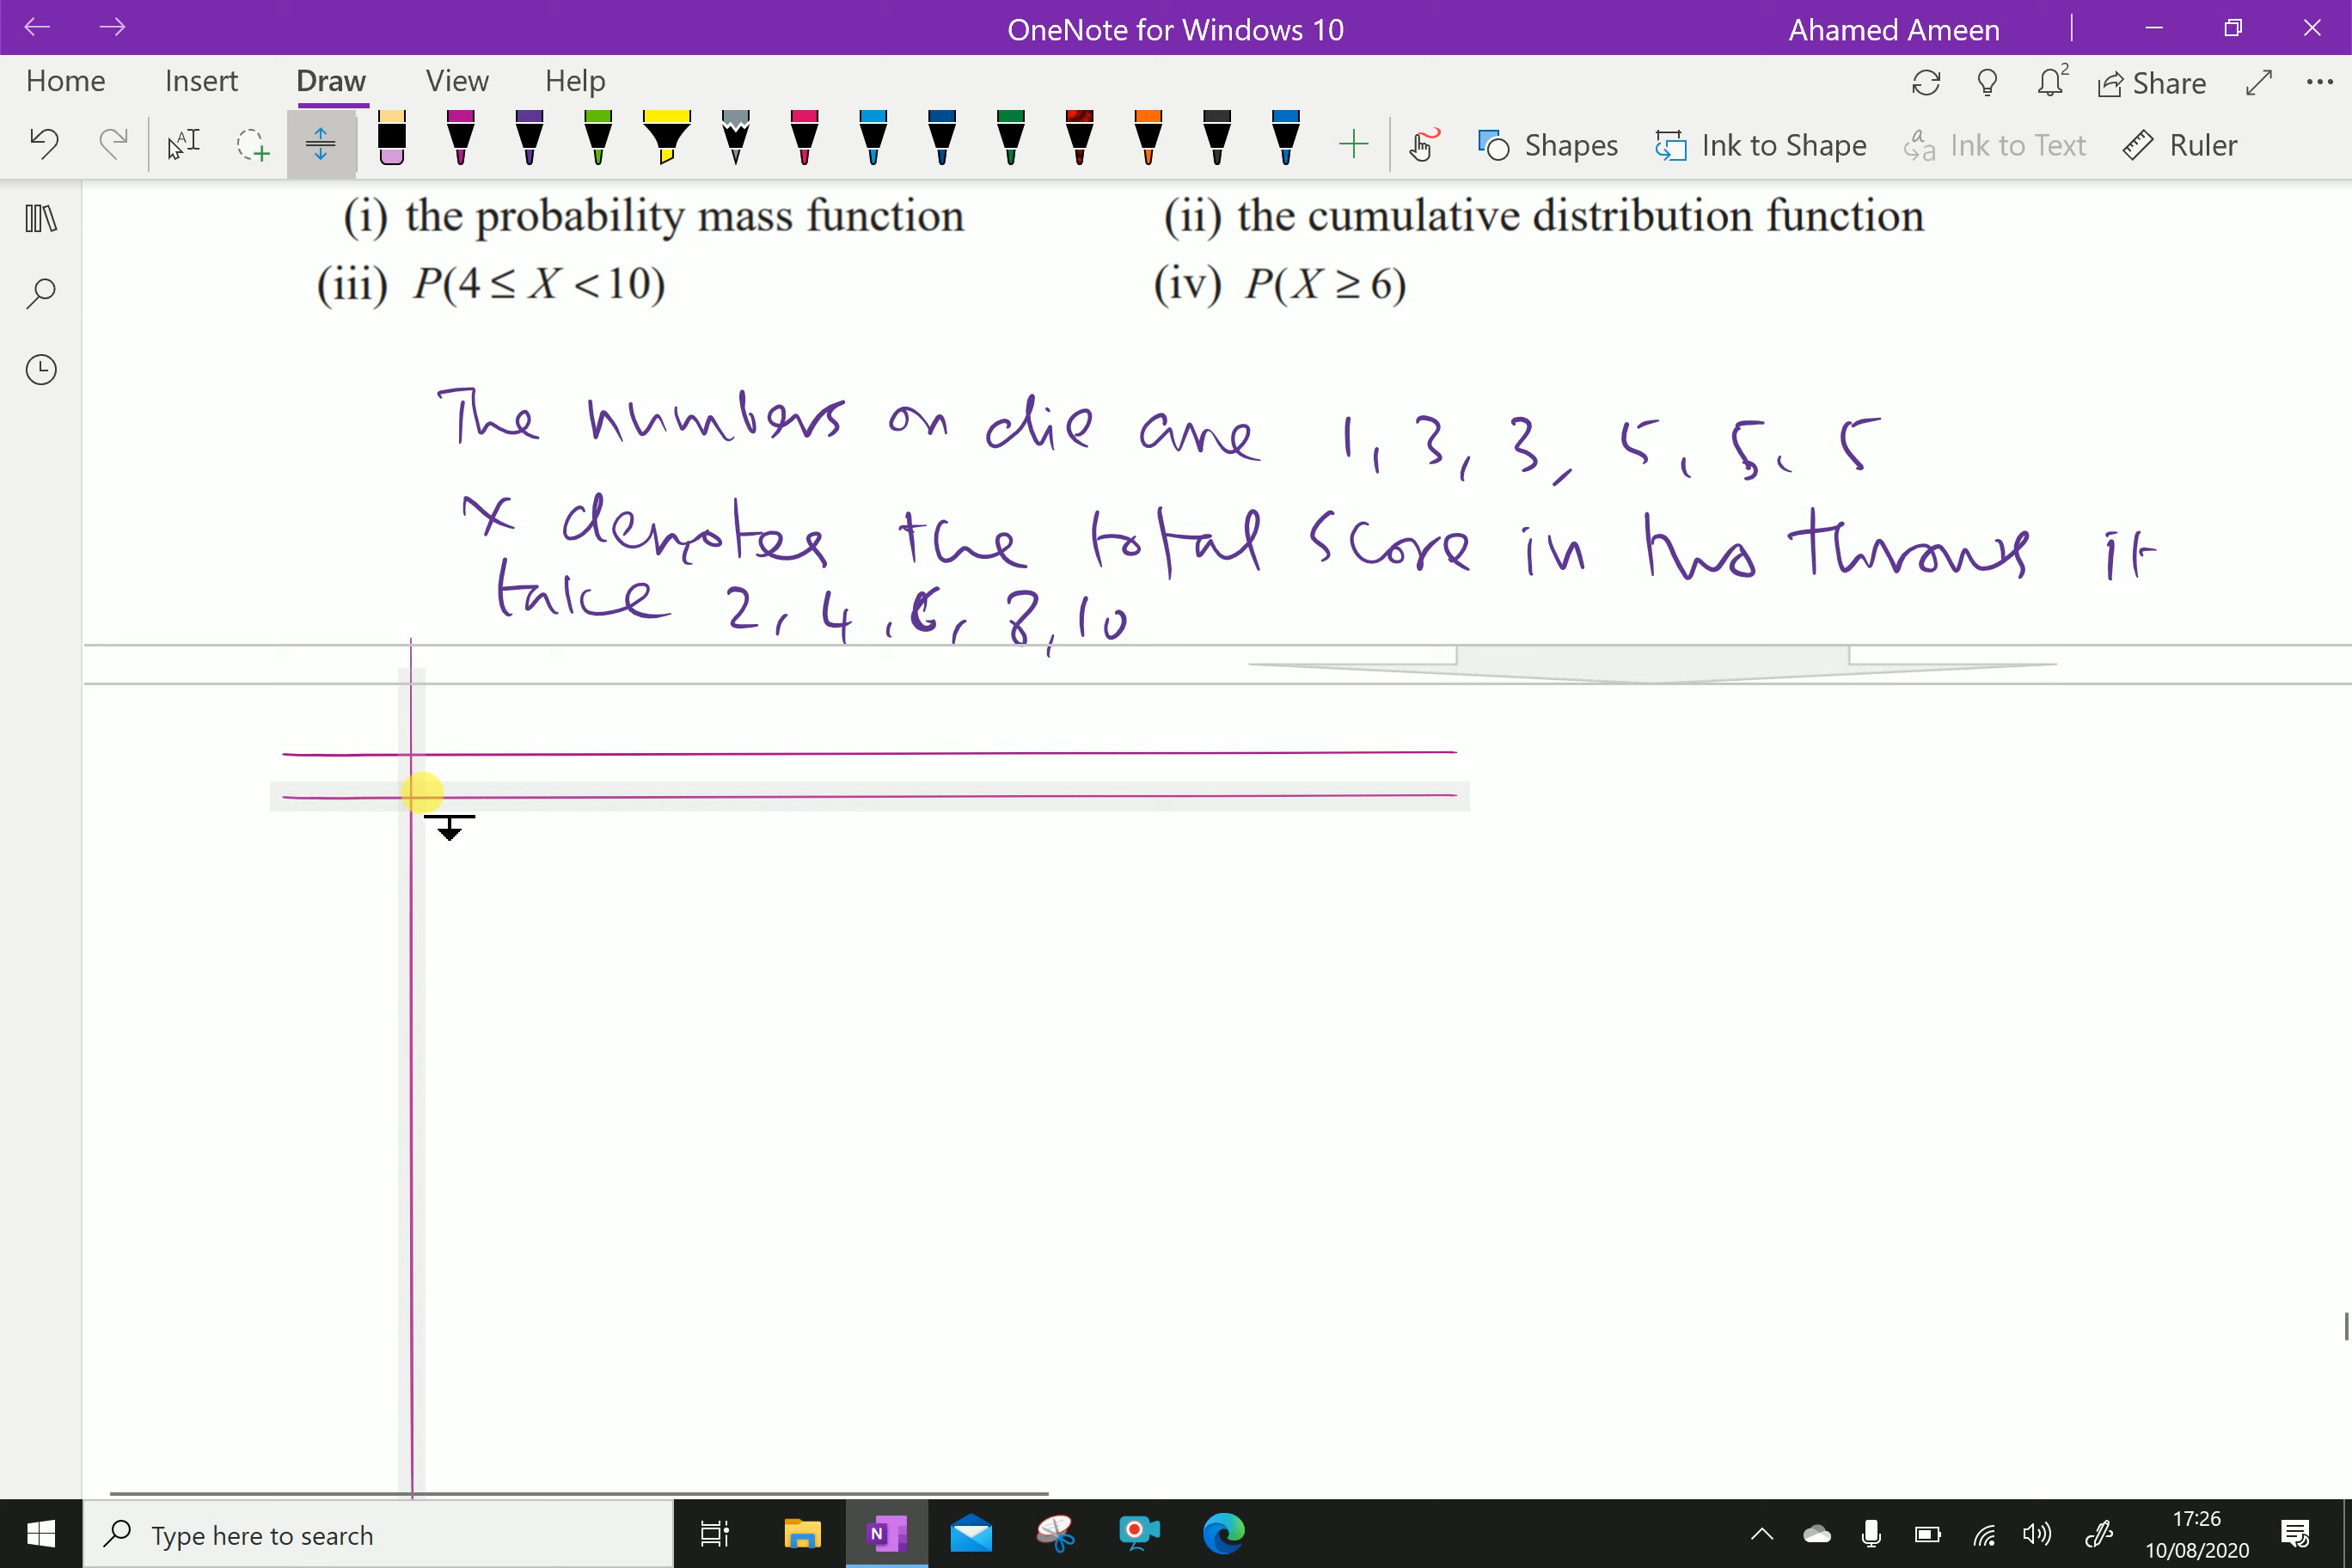 OneNote for Windows 10 Ahamed Ameen
Home Insert Draw View Help 2 Share
Shapes Ink to Shape Ink to Text Ruler
(i) the probability mass function (ii) the cumulative distribution function
(iii) P(4 ≤ X < 10) (iv) P(X ≥ 6)
The numbers on die are 1, 3, 3, 5, 5, 5
X denotes the total score in two throws it
take 2, 4, 6, 8, 10
Type here to search 17:26
10/08/2020